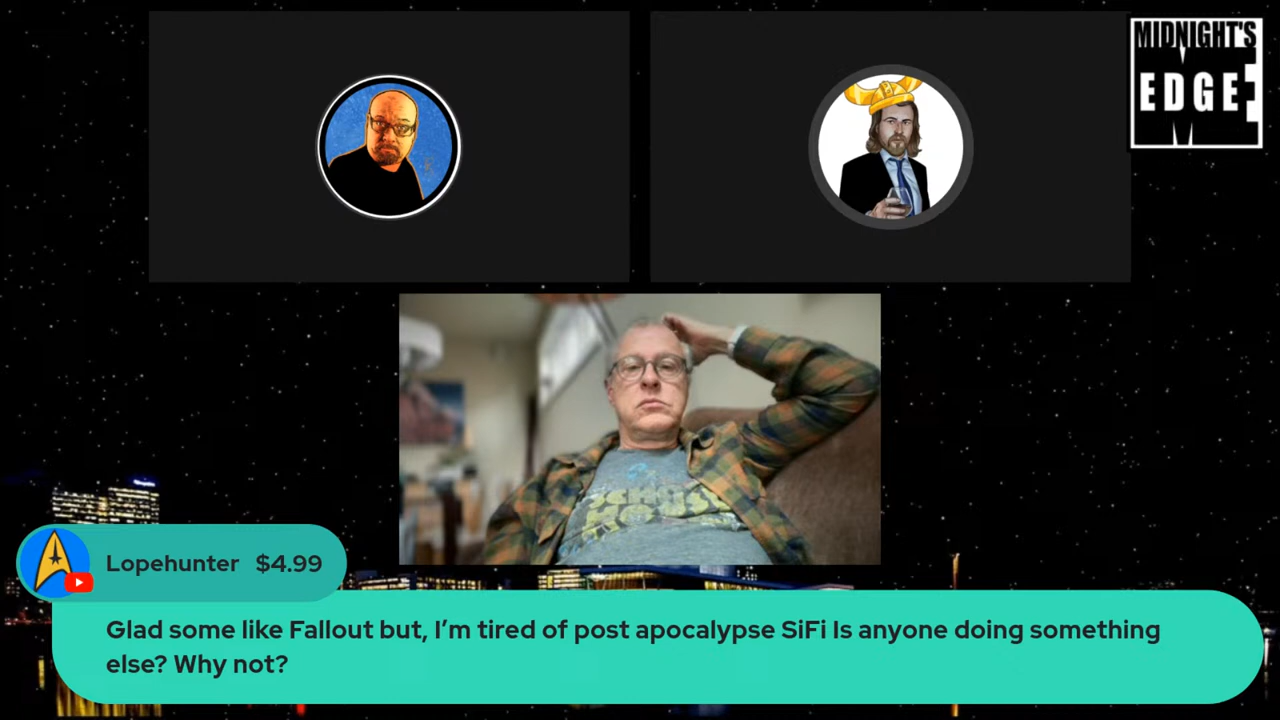 MIDNIGHT'S
EDGE
Lopehunter $4.99
Glad some like Fallout but, I’m tired of post apocalypse SiFi Is anyone doing something
else? Why not?